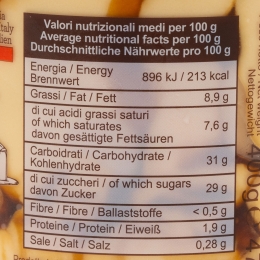 Valori nutrizionali medi per 100 g
Average nutritional facts per 100 g
Durchschnittliche Nährwerte pro 100 g
Energia / Energy
Brennwert
896 kJ / 213 kcal
Grassi / Fat / Fett
8,9 g
di cui acidi grassi saturi
of which saturates
davon gesättigte Fettsäuren
7,6 g
Carboidrati / Carbohydrate /
Kohlenhydrate
31 g
di cui zuccheri / of which sugars
davon Zucker
29 g
Fibre / Fibre / Ballaststoffe
< 0,5 g
Proteine / Protein / Eiweiß
1,9 g
Sale / Salt / Salz
0,28 g
Italy
Nettogewicht